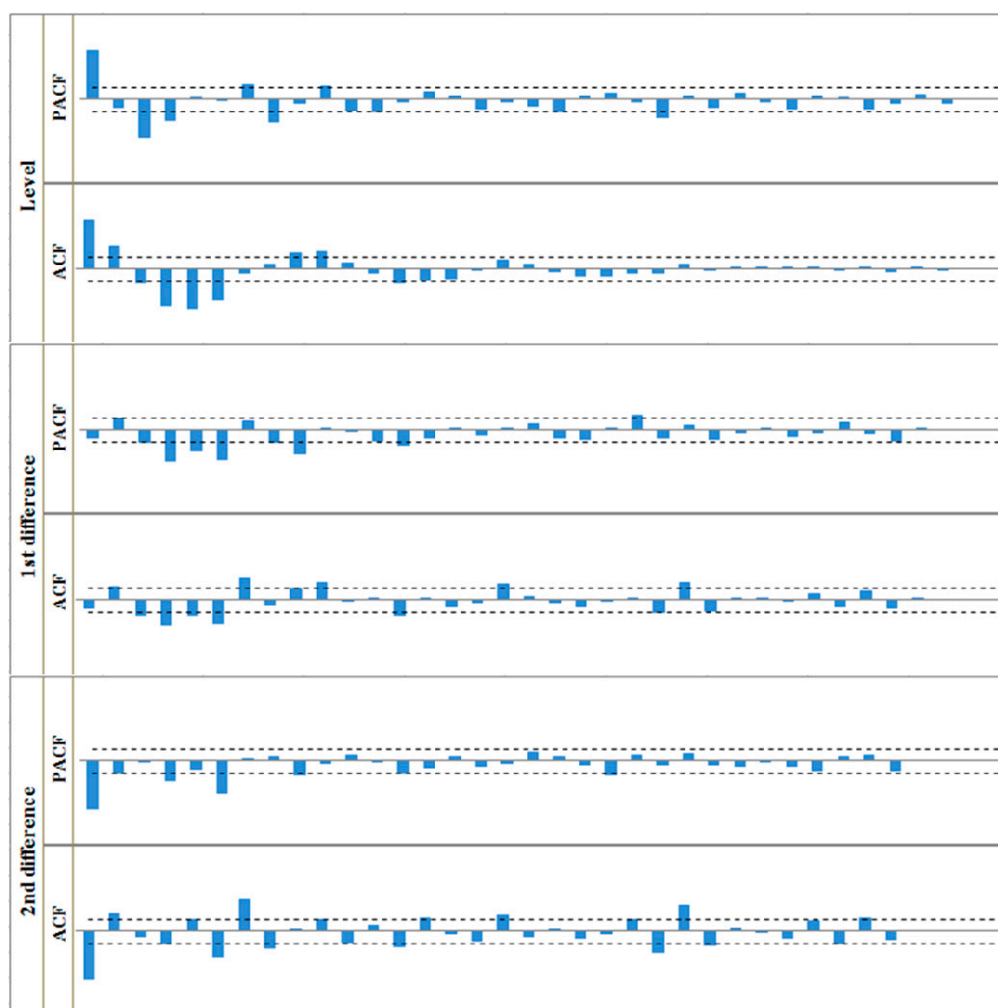 Level
PACF
ACF
1st difference
PACF
ACF
2nd difference
PACF
ACF